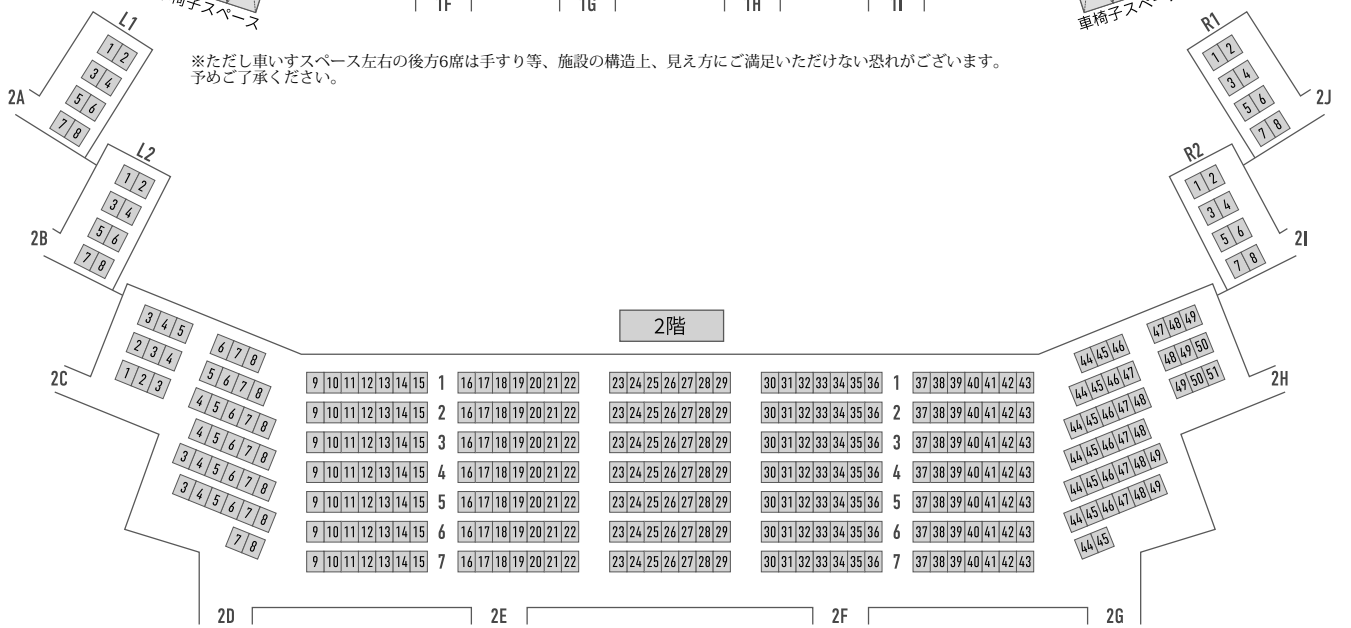 1F 1G 1H 1I
L1 R1
※ただし車いすスペース左右の後方6席は手すり等、施設の構造上、見え方にご満足いただけない恐れがございます。
予めご了承ください。
1 2 1 2
3 4 3 4
2A 5 6 5 6 2J
7 8 7 8
L2 R2
1 2 1 2
3 4 3 4
2B 5 6 5 6 2I
7 8 7 8
2階
3 4 5 47 48 49
2 3 4 48 49 50
1 2 3 49 50 51
2C 2H
6 7 8 44 45 46
5 6 7 8 44 45 46 47
4 5 6 7 8 44 45 46 47 48
4 5 6 7 8 44 45 46 47 48
3 4 5 6 7 8 44 45 46 47 48 49
3 4 5 6 7 8 44 45 46 47 48 49
7 8 44 45
9 10 11 12 13 14 15 1 16 17 18 19 20 21 22 23 24 25 26 27 28 29 30 31 32 33 34 35 36 1 37 38 39 40 41 42 43
9 10 11 12 13 14 15 2 16 17 18 19 20 21 22 23 24 25 26 27 28 29 30 31 32 33 34 35 36 2 37 38 39 40 41 42 43
9 10 11 12 13 14 15 3 16 17 18 19 20 21 22 23 24 25 26 27 28 29 30 31 32 33 34 35 36 3 37 38 39 40 41 42 43
9 10 11 12 13 14 15 4 16 17 18 19 20 21 22 23 24 25 26 27 28 29 30 31 32 33 34 35 36 4 37 38 39 40 41 42 43
9 10 11 12 13 14 15 5 16 17 18 19 20 21 22 23 24 25 26 27 28 29 30 31 32 33 34 35 36 5 37 38 39 40 41 42 43
9 10 11 12 13 14 15 6 16 17 18 19 20 21 22 23 24 25 26 27 28 29 30 31 32 33 34 35 36 6 37 38 39 40 41 42 43
9 10 11 12 13 14 15 7 16 17 18 19 20 21 22 23 24 25 26 27 28 29 30 31 32 33 34 35 36 7 37 38 39 40 41 42 43
2D 2E 2F 2G